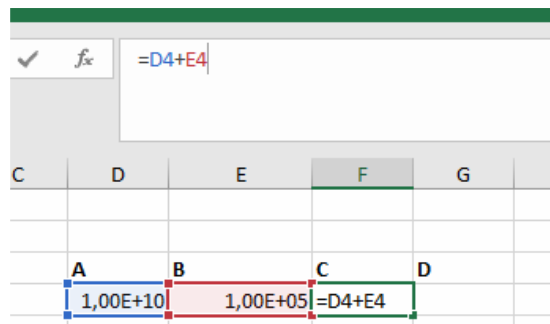 fx =D4+E4
C D E F G
A B C D
1,00E+10 1,00E+05 =D4+E4